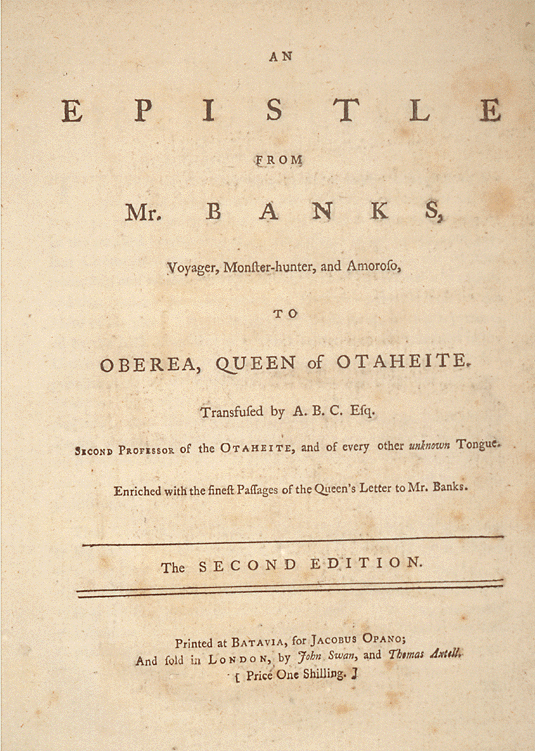 AN
EPISTLE
FROM
Mr. BANKS,
Voyager, Monſter-hunter, and Amoroſo,
TO
OBEREA, QUEEN of OTAHEITE.
Transfuſed by A. B. C. Eſq.
SECOND PROFESSOR of the OTAHEITE, and of every other unknown Tongue.
Enriched with the fineſt Paſſages of the Queen's Letter to Mr. Banks.
The SECOND EDITION.
Printed at BATAVIA, for JACOBUS OPANO;
And ſold in LONDON, by John Swan, and Thomas Axtell.
[ Price One Shilling. ]